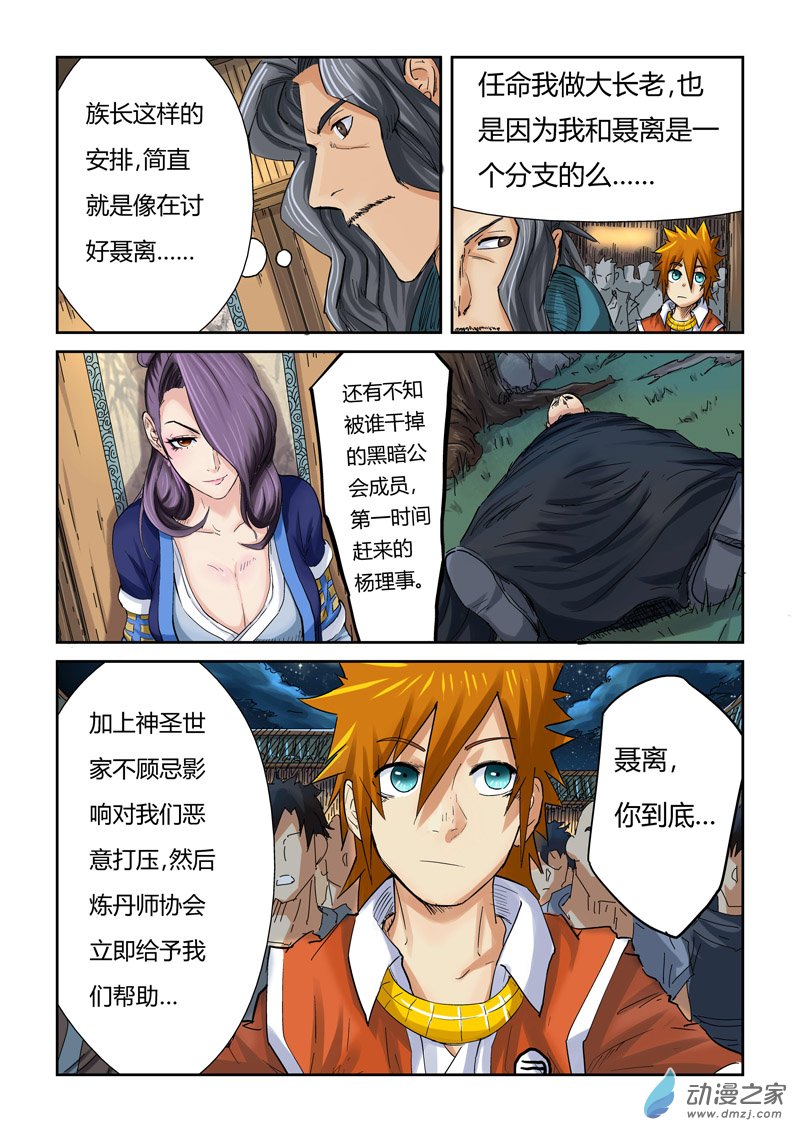 族长这样的
安排，简直
就是像在讨
好聂离……
任命我做大长老，也
是因为我和聂离是一
个分支的么……
还有不知
被谁干掉
的黑暗公
会成员，
第一时间
赶来的
杨理事。
加上神圣世
家不顾忌影
响对我们恶
意打压，然后
炼丹师协会
立即给予我
们帮助…
聂离，
你到底…
动漫之家
www.dmzj.com